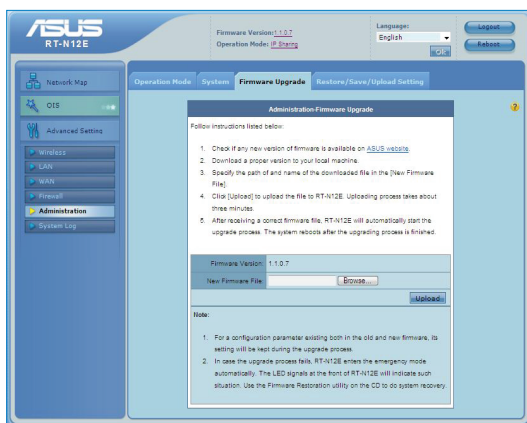 ASUS
RT-N12E
Firmware Version: 1.1.0.7
Operation Mode: IP Sharing
Language:
English
OK
Logout
Reboot
Network Map
QIS
Advanced Setting
Wireless
LAN
WAN
Firewall
Administration
System Log
Operation Mode System Firmware Upgrade Restore/Save/Upload Setting
Administration-Firmware Upgrade
Follow instructions listed below:
1. Check if any new version of firmware is available on ASUS website.
2. Download a proper version to your local machine.
3. Specify the path of and name of the downloaded file in the [New Firmware
File].
4. Click [Upload] to upload the file to RT-N12E. Uploading process takes about
three minutes.
5. After receiving a correct firmware file, RT-N12E will automatically start the
upgrade process. The system reboots after the upgrading process is finished.
Firmware Version: 1.1.0.7
New Firmware File: Browse...
Upload
Note:
1. For a configuration parameter existing both in the old and new firmware, its
setting will be kept during the upgrade process.
2. In case the upgrade process fails, RT-N12E enters the emergency mode
automatically. The LED signals at the front of RT-N12E will indicate such
situation. Use the Firmware Restoration utility on the CD to do system recovery.